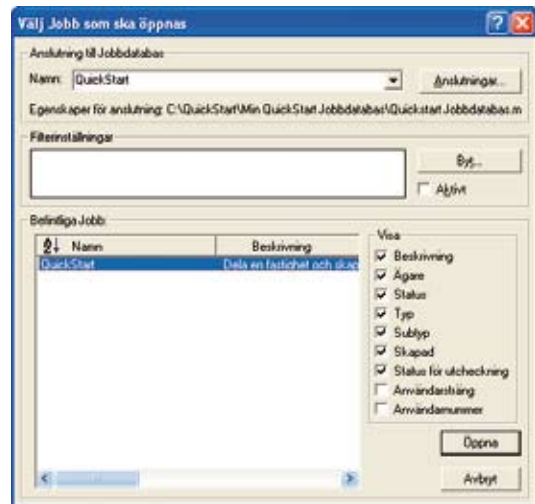 Välj Jobb som ska öppnas
Anslutning till Jobbdatabas
Namn: QuickStart
Anslutningar...
Egenskaper för anslutning: C:\QuickStart\Min QuickStart Jobbdatabas\Quickstart Jobbdatabas.m
Filterinställningar
Byt...
Aktivt
Befintliga Jobb:
Namn Beskrivning
QuickStart Dela en fastighet och skap
Visa
Beskrivning
Ägare
Status
Typ
Subtyp
Skapad
Status för utcheckning
Användarsträng
Användarnummer
Öppna
Avbryt